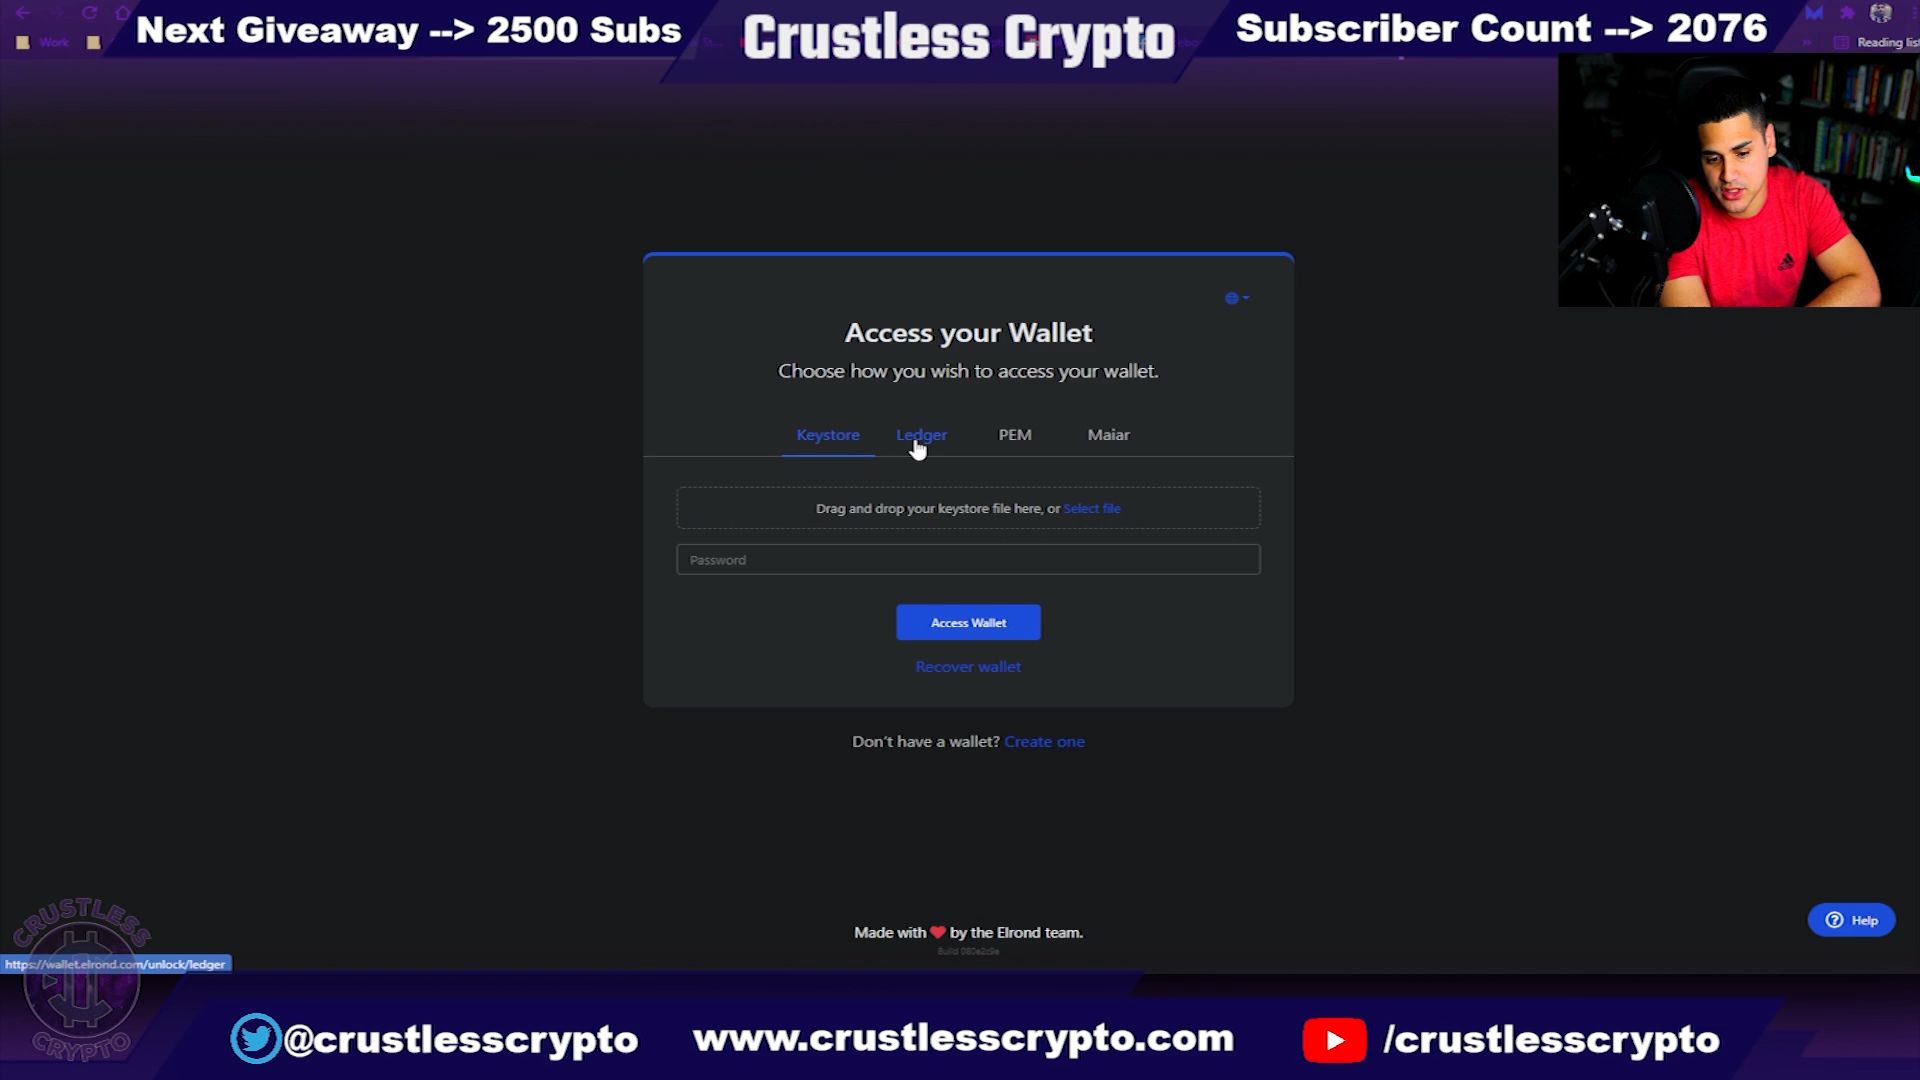 Next Giveaway --> 2500 Subs
Crustless Crypto
Subscriber Count --> 2076
Work
Reading list
Access your Wallet
Choose how you wish to access your wallet.
Keystore Ledger PEM Maiar
Drag and drop your keystore file here, or Select file
Password
Access Wallet
Recover wallet
Don't have a wallet? Create one
Made with ❤ by the Elrond team.
Help
CRUSTLESS
CRYPTO
https://wallet.elrond.com/unlock/ledger
@crustlesscrypto
www.crustlesscrypto.com
/crustlesscrypto